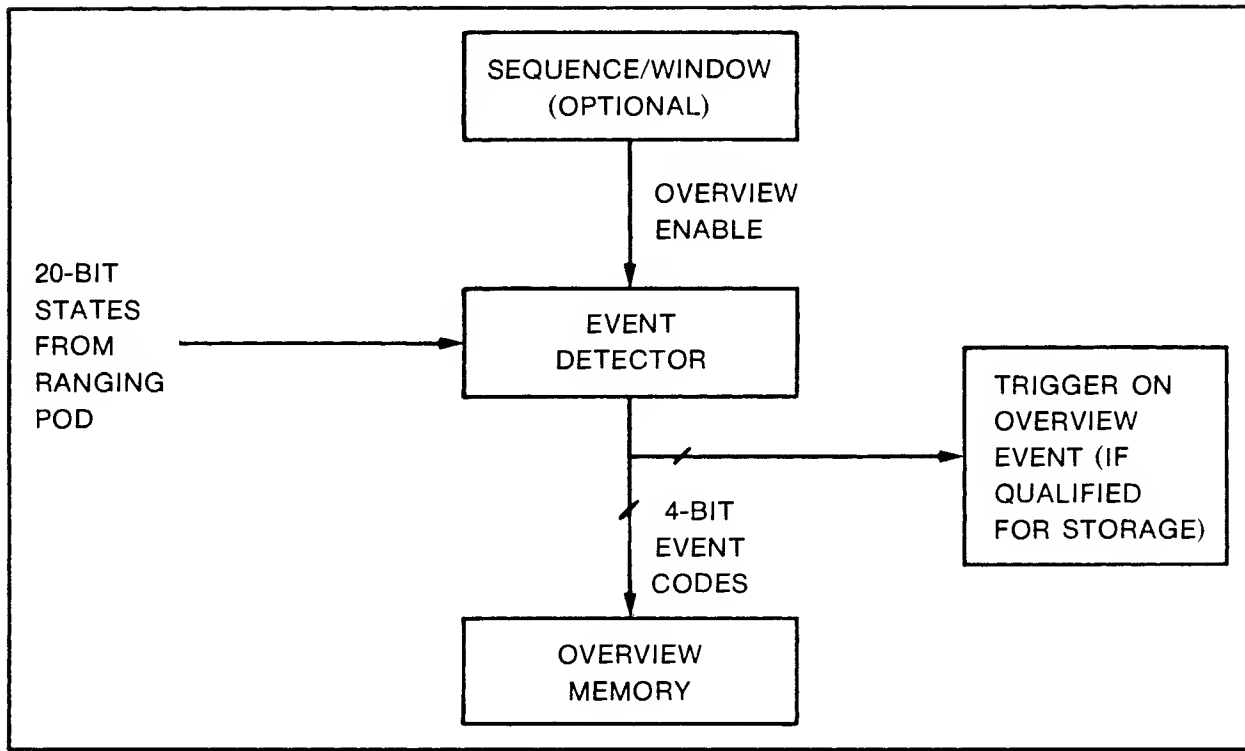 SEQUENCE/WINDOW
(OPTIONAL)
OVERVIEW
ENABLE
20-BIT
STATES
FROM
RANGING
POD
EVENT
DETECTOR
TRIGGER ON
OVERVIEW
EVENT (IF
QUALIFIED
FOR STORAGE)
4-BIT
EVENT
CODES
OVERVIEW
MEMORY